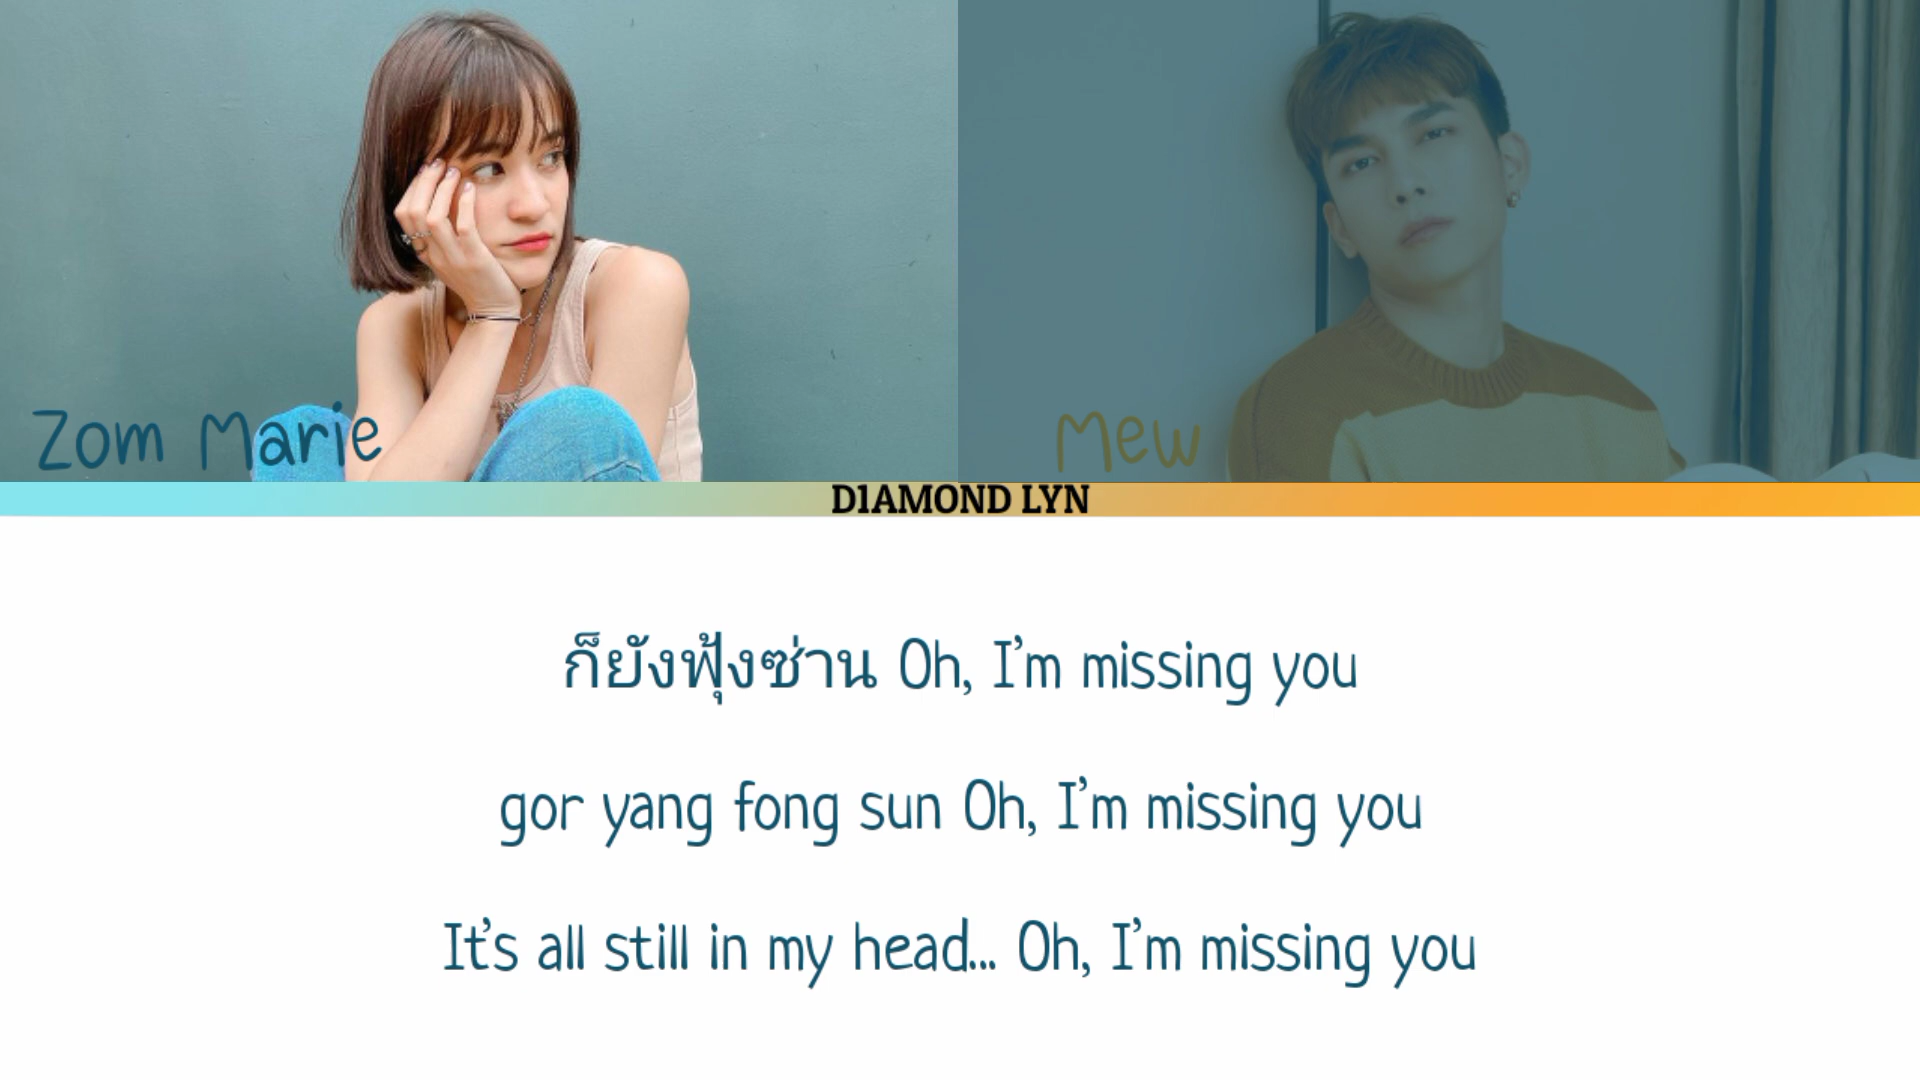 Zom Marie
Mew
D1AMOND LYN
ก็ยังฟุ้งซ่าน Oh, I'm missing you
gor yang fong sun Oh, I'm missing you
It's all still in my head... Oh, I'm missing you